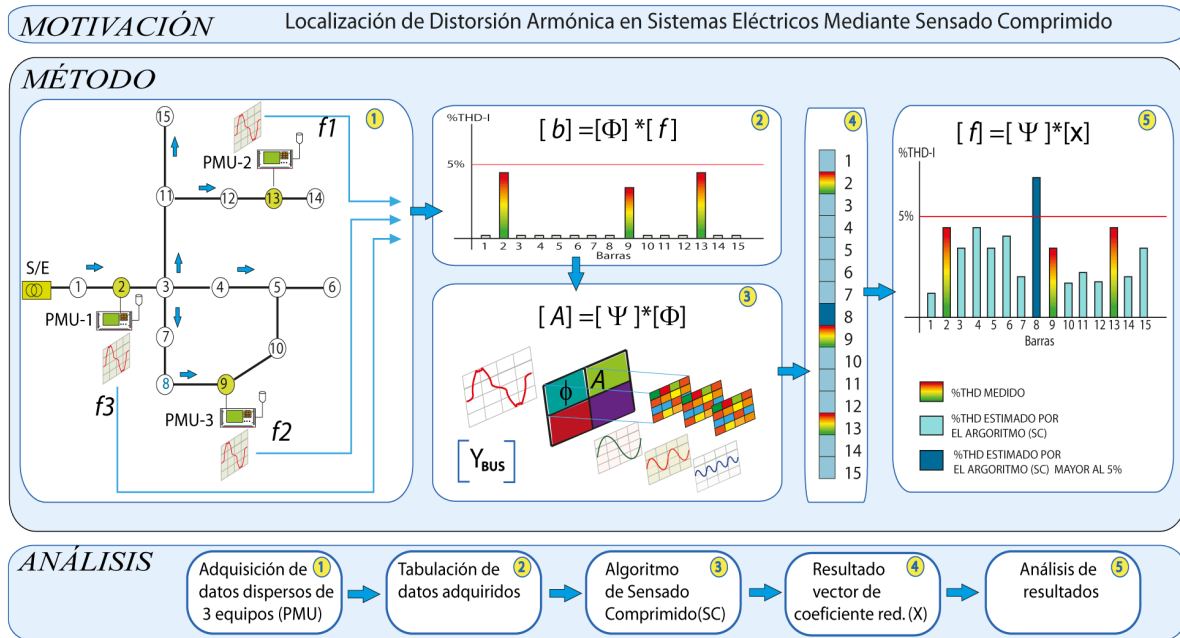 MOTIVACIÓN
Localización de Distorsión Armónica en Sistemas Eléctricos Mediante Sensado Comprimido
MÉTODO
1
15
f1
PMU-2
11
12
13
14
S/E
1
2
3
4
5
6
PMU-1
7
10
8
9
f3
PMU-3
f2
2
%THD-I
[ b ] =[Φ] *[ f ]
5%
1 2 3 4 5 6 7 8 9 10 11 12 13 14 15
Barras
3
[ A ] =[ Ψ ] *[Φ]
ϕ A
[YBUS]
4
1
2
3
4
5
6
7
8
9
10
11
12
13
14
15
5
[ f ] =[ Ψ ]*[x]
%THD-I
5%
1 2 3 4 5 6 7 8 9 10 11 12 13 14 15
Barras
%THD MEDIDO
%THD ESTIMADO POR
EL ARGORITMO (SC)
%THD ESTIMADO POR
EL ARGORITMO (SC) MAYOR AL 5%
ANÁLISIS
Adquisición de 1
datos dispersos de
3 equipos (PMU)
Tabulación de 2
datos adquiridos
Algoritmo 3
de Sensado
Comprimido(SC)
Resultado 4
vector de
coeficiente red. (X)
Análisis de 5
resultados